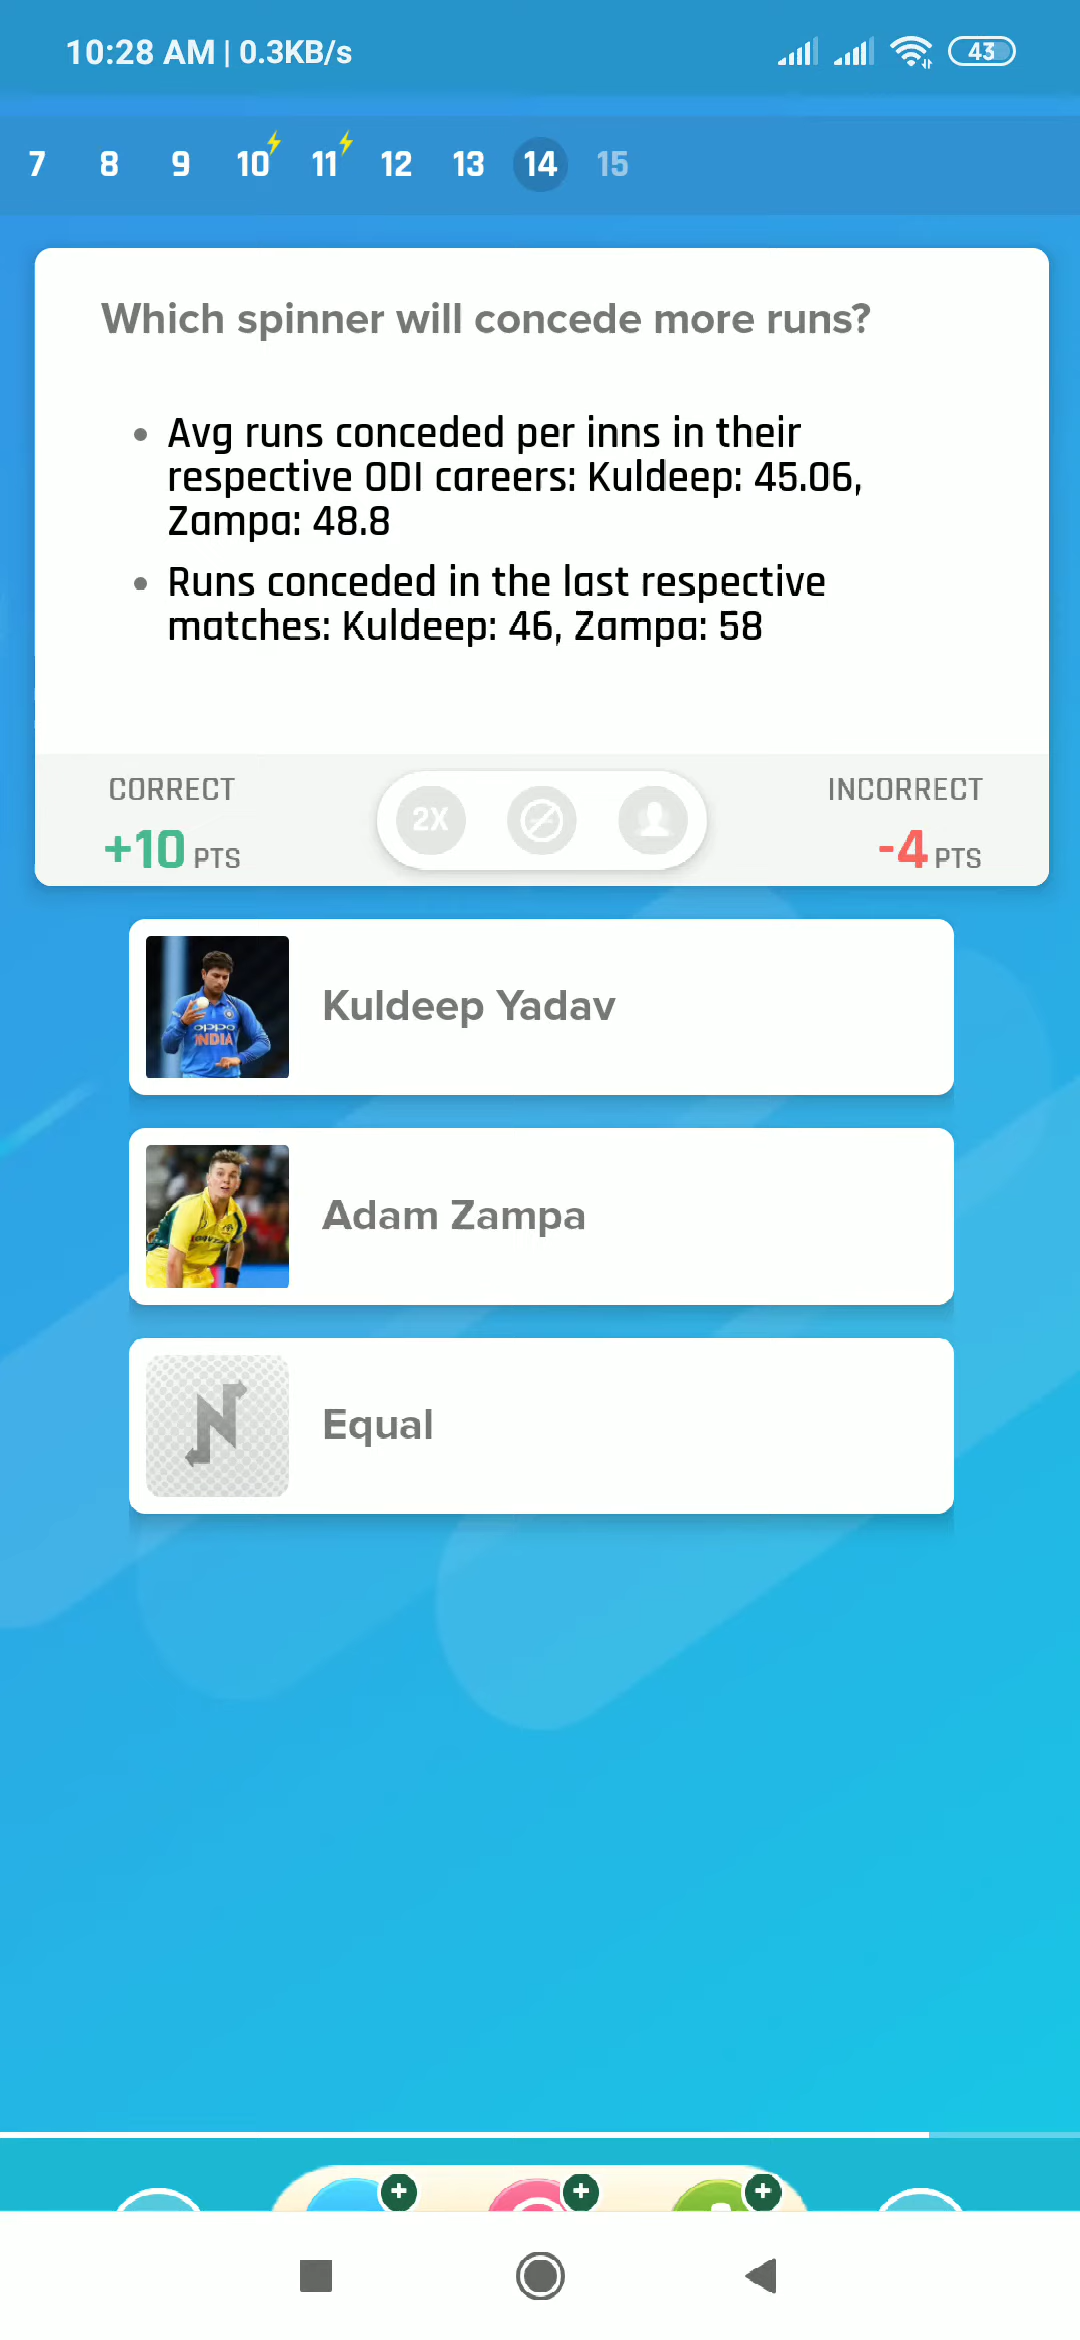 10:28 AM | 0.3KB/s 43
7 8 9 10 11 12 13 14 15
Which spinner will concede more runs?
• Avg runs conceded per inns in their
respective ODI careers: Kuldeep: 45.06,
Zampa: 48.8
• Runs conceded in the last respective
matches: Kuldeep: 46, Zampa: 58
CORRECT
+10 PTS
2X
INCORRECT
-4 PTS
OPPO
INDIA
Kuldeep Yadav
Adam Zampa
N
Equal